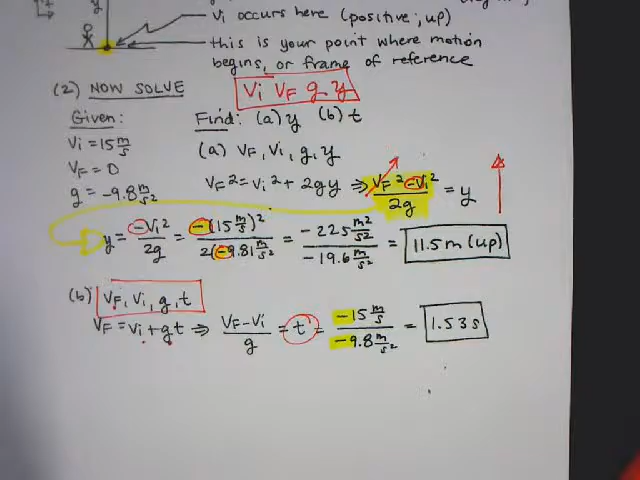 y
Vi occurs here (positive; up)
this is your point where motion
begins, or frame of reference
(2) NOW SOLVE
Vi VF g y
Given:
Find: (a) y (b) t
Vi = 15 m/s
(a) VF, Vi, g, y
VF = 0
g = -9.8 m/s²
VF² = Vi² + 2gy ⇒ VF² - Vi² / 2g = y
y = -Vi² / 2g = -(15 m/s)² / 2(-9.81 m/s² = -225 m²/s² / -19.6 m/s² = 11.5m (up)
(b) VF, Vi, g, t
VF = Vi + gt ⇒ VF - Vi / g = t = -15 m/s / -9.8 m/s² = 1.53 s